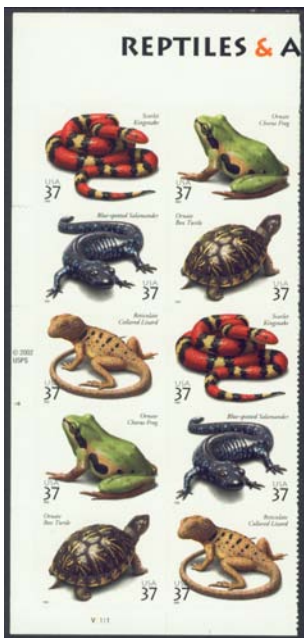 REPTILES & A
Scarlet
Kingsnake
USA
37
Ornate
Chorus Frog
USA
37
Blue-spotted Salamander
USA
37
Ornate
Box Turtle
USA
37
Reticulate
Collared Lizard
USA
37
Scarlet
Kingsnake
USA
37
© 2002
USPS
Ornate
Chorus Frog
USA
37
Blue-spotted Salamander
USA
37
Ornate
Box Turtle
USA
37
Reticulate
Collared Lizard
USA
37